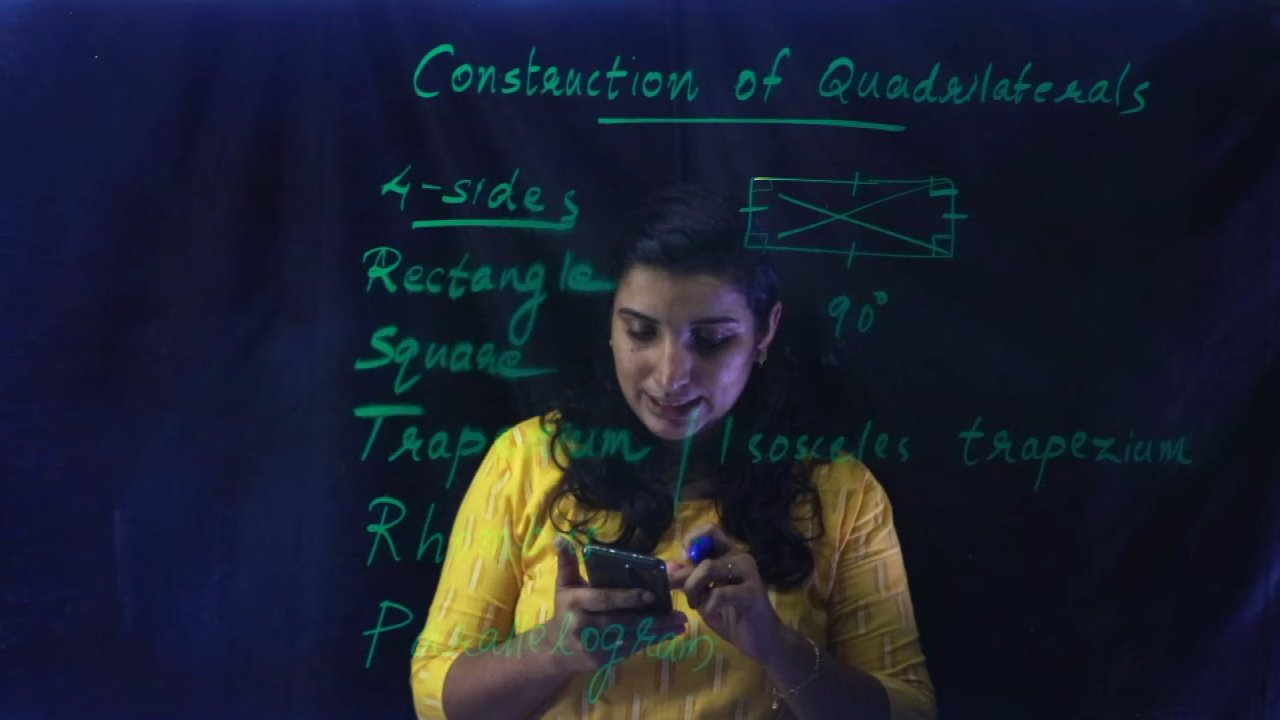 Construction of Quadrilaterals
4-sides
Rectangle
90°
Square
Trapezium / Isosceles trapezium
Parallelogram